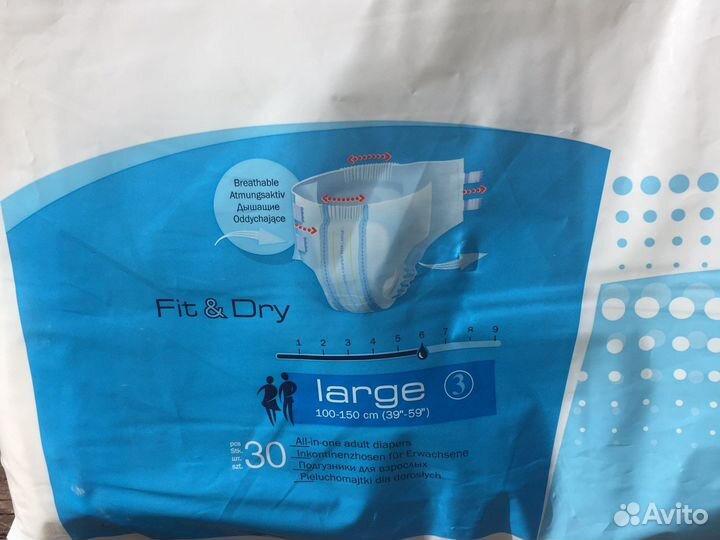 Breathable
Atmungsaktiv
Дышащие
Oddychające
Fit & Dry
1 2 3 4 5 6 7 8 9
large 3
100-150 cm (39"-59")
pcs
Stk.
шт.
szt.
30
All-in-one adult diapers
Inkontinenzhosen für Erwachsene
Подгузники для взрослых
Pieluchomajtki dla dorosłych
Avito